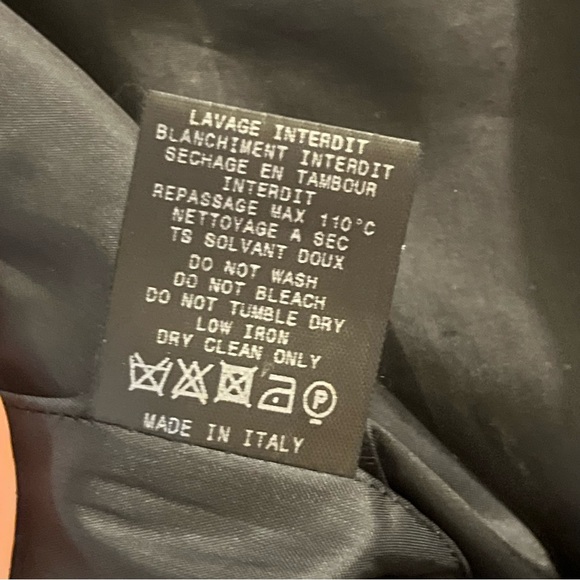 LAVAGE INTERDIT
BLANCHIMENT INTERDIT
SECHAGE EN TAMBOUR
INTERDIT
REPASSAGE MAX 110°C
NETTOYAGE A SEC
TS SOLVANT DOUX
DO NOT WASH
DO NOT BLEACH
DO NOT TUMBLE DRY
LOW IRON
DRY CLEAN ONLY
P
MADE IN ITALY